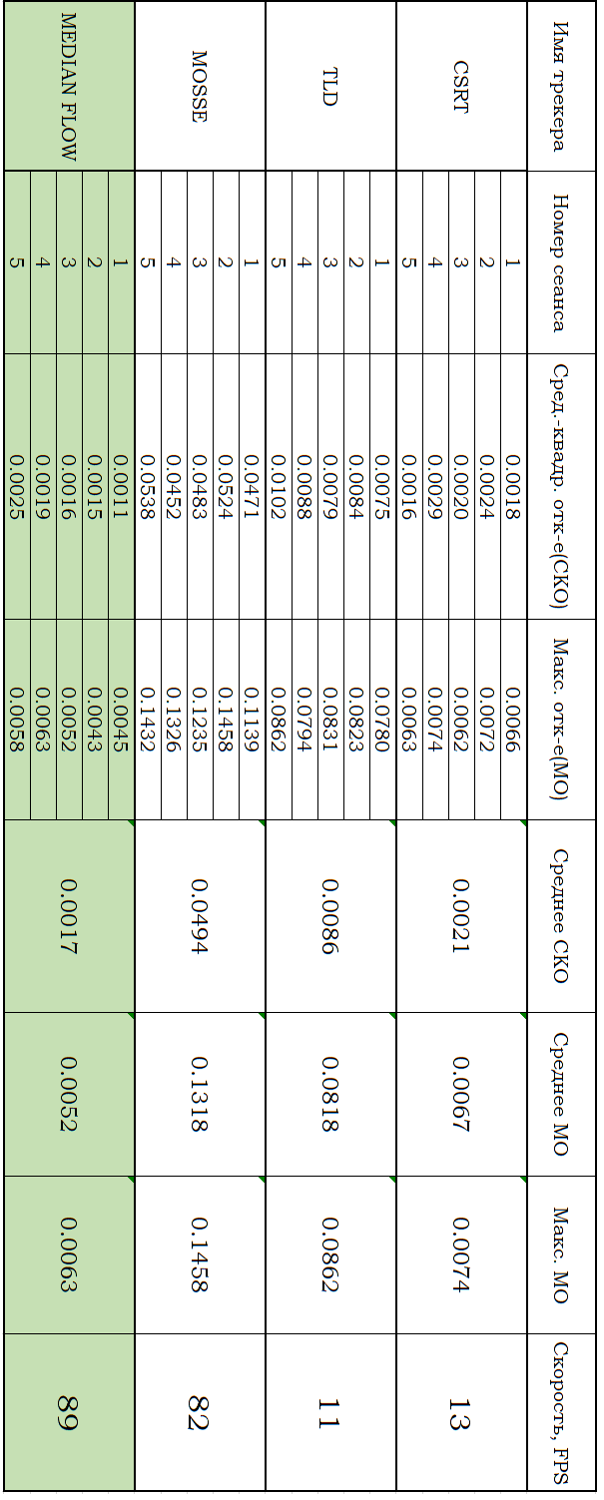 Имя трекера Номер сеанса Сред.-квадр. отк-е(СКО) Макс. отк-е(МО) Среднее СКО Среднее МО Макс. МО Скорость, FPS
CSRT 1 0.0018 0.0066 0.0021 0.0067 0.0074 13
2 0.0024 0.0072
3 0.0020 0.0062
4 0.0029 0.0074
5 0.0016 0.0063
TLD 1 0.0075 0.0780 0.0086 0.0818 0.0862 11
2 0.0084 0.0823
3 0.0079 0.0831
4 0.0088 0.0794
5 0.0102 0.0862
MOSSE 1 0.0471 0.1139 0.0494 0.1318 0.1458 82
2 0.0524 0.1458
3 0.0483 0.1235
4 0.0452 0.1326
5 0.0538 0.1432
MEDIAN FLOW 1 0.0011 0.0045 0.0017 0.0052 0.0063 89
2 0.0015 0.0043
3 0.0016 0.0052
4 0.0019 0.0063
5 0.0025 0.0058